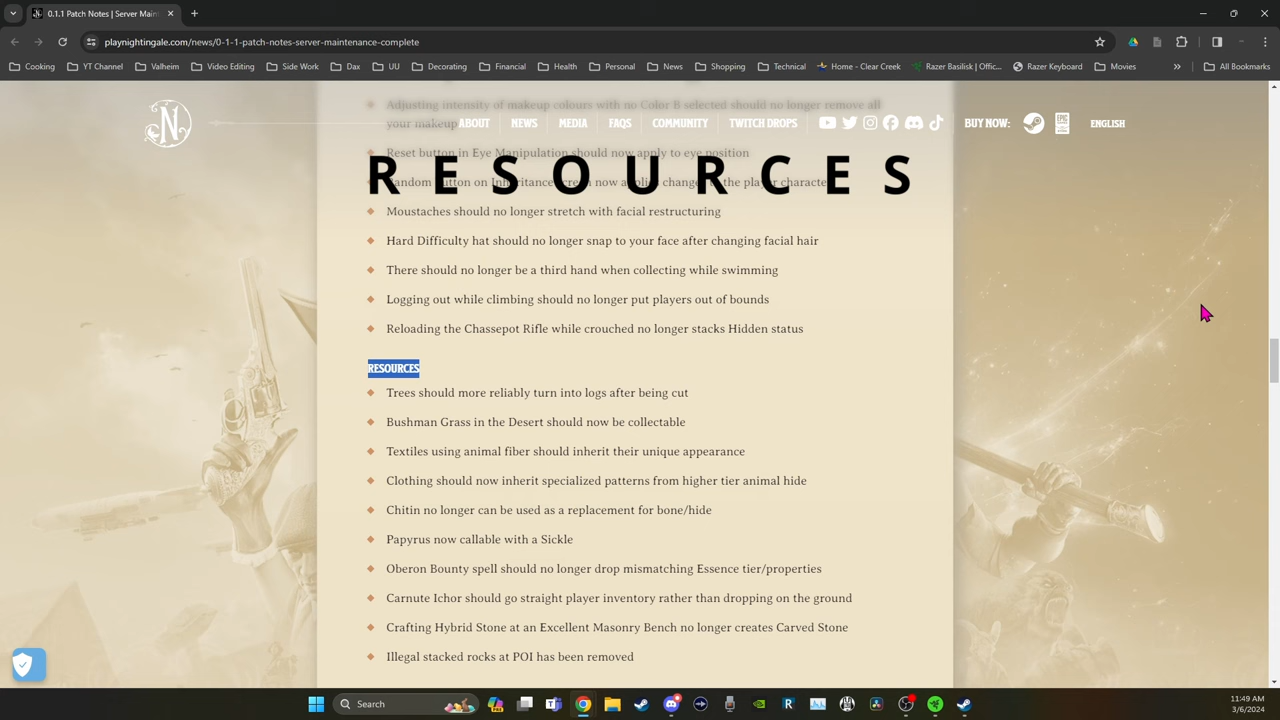 0.1.1 Patch Notes | Server Main
playnightingale.com/news/0-1-1-patch-notes-server-maintenance-complete
Cooking YT Channel Valheim Video Editing Side Work Dax UU Decorating Financial Health Personal News Shopping Technical Home - Clear Creek Razer Basilisk | Offic... Razer Keyboard Movies » All Bookmarks
Adjusting intensity of makeup colours with no Color B selected should no longer remove all
your makeup
N ABOUT NEWS MEDIA FAQS COMMUNITY TWITCH DROPS BUY NOW: ENGLISH
Reset button in Eye Manipulation should now apply to eye position
RESOURCES
Random button on Inheritance screen now applies changes to the player character
Moustaches should no longer stretch with facial restructuring
Hard Difficulty hat should no longer snap to your face after changing facial hair
There should no longer be a third hand when collecting while swimming
Logging out while climbing should no longer put players out of bounds
Reloading the Chassepot Rifle while crouched no longer stacks Hidden status
RESOURCES
Trees should more reliably turn into logs after being cut
Bushman Grass in the Desert should now be collectable
Textiles using animal fiber should inherit their unique appearance
Clothing should now inherit specialized patterns from higher tier animal hide
Chitin no longer can be used as a replacement for bone/hide
Papyrus now callable with a Sickle
Oberon Bounty spell should no longer drop mismatching Essence tier/properties
Carnute Ichor should go straight player inventory rather than dropping on the ground
Crafting Hybrid Stone at an Excellent Masonry Bench no longer creates Carved Stone
Illegal stacked rocks at POI has been removed
Search
11:49 AM
3/6/2024